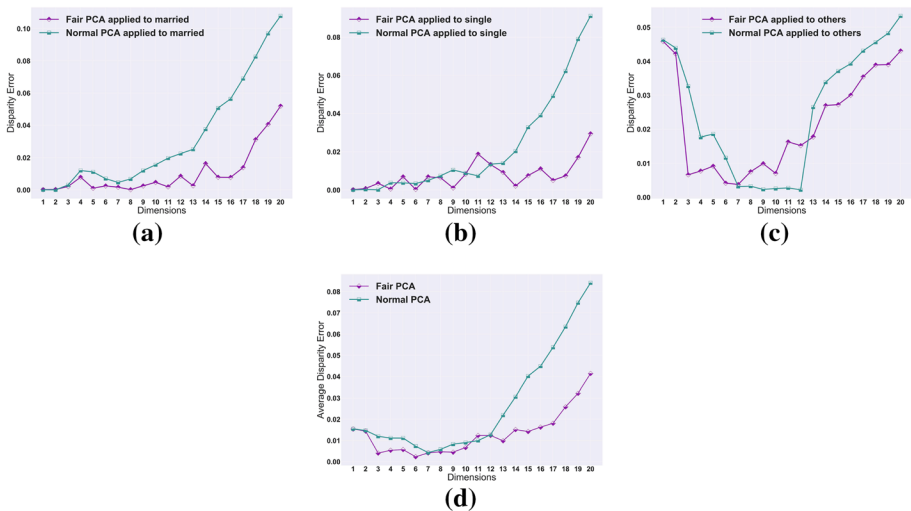 Fair PCA applied to married
Normal PCA applied to married
Disparity Error
0.10
0.08
0.06
0.04
0.02
0.00
1 2 3 4 5 6 7 8 9 10 11 12 13 14 15 16 17 18 19 20
Dimensions
(a)
Fair PCA applied to single
Normal PCA applied to single
Disparity Error
0.08
0.06
0.04
0.02
0.00
1 2 3 4 5 6 7 8 9 10 11 12 13 14 15 16 17 18 19 20
Dimensions
(b)
Fair PCA applied to others
Normal PCA applied to others
Disparity Error
0.05
0.04
0.03
0.02
0.01
0.00
1 2 3 4 5 6 7 8 9 10 11 12 13 14 15 16 17 18 19 20
Dimensions
(c)
Fair PCA
Normal PCA
Average Disparity Error
0.08
0.07
0.06
0.05
0.04
0.03
0.02
0.01
0.00
1 2 3 4 5 6 7 8 9 10 11 12 13 14 15 16 17 18 19 20
Dimensions
(d)